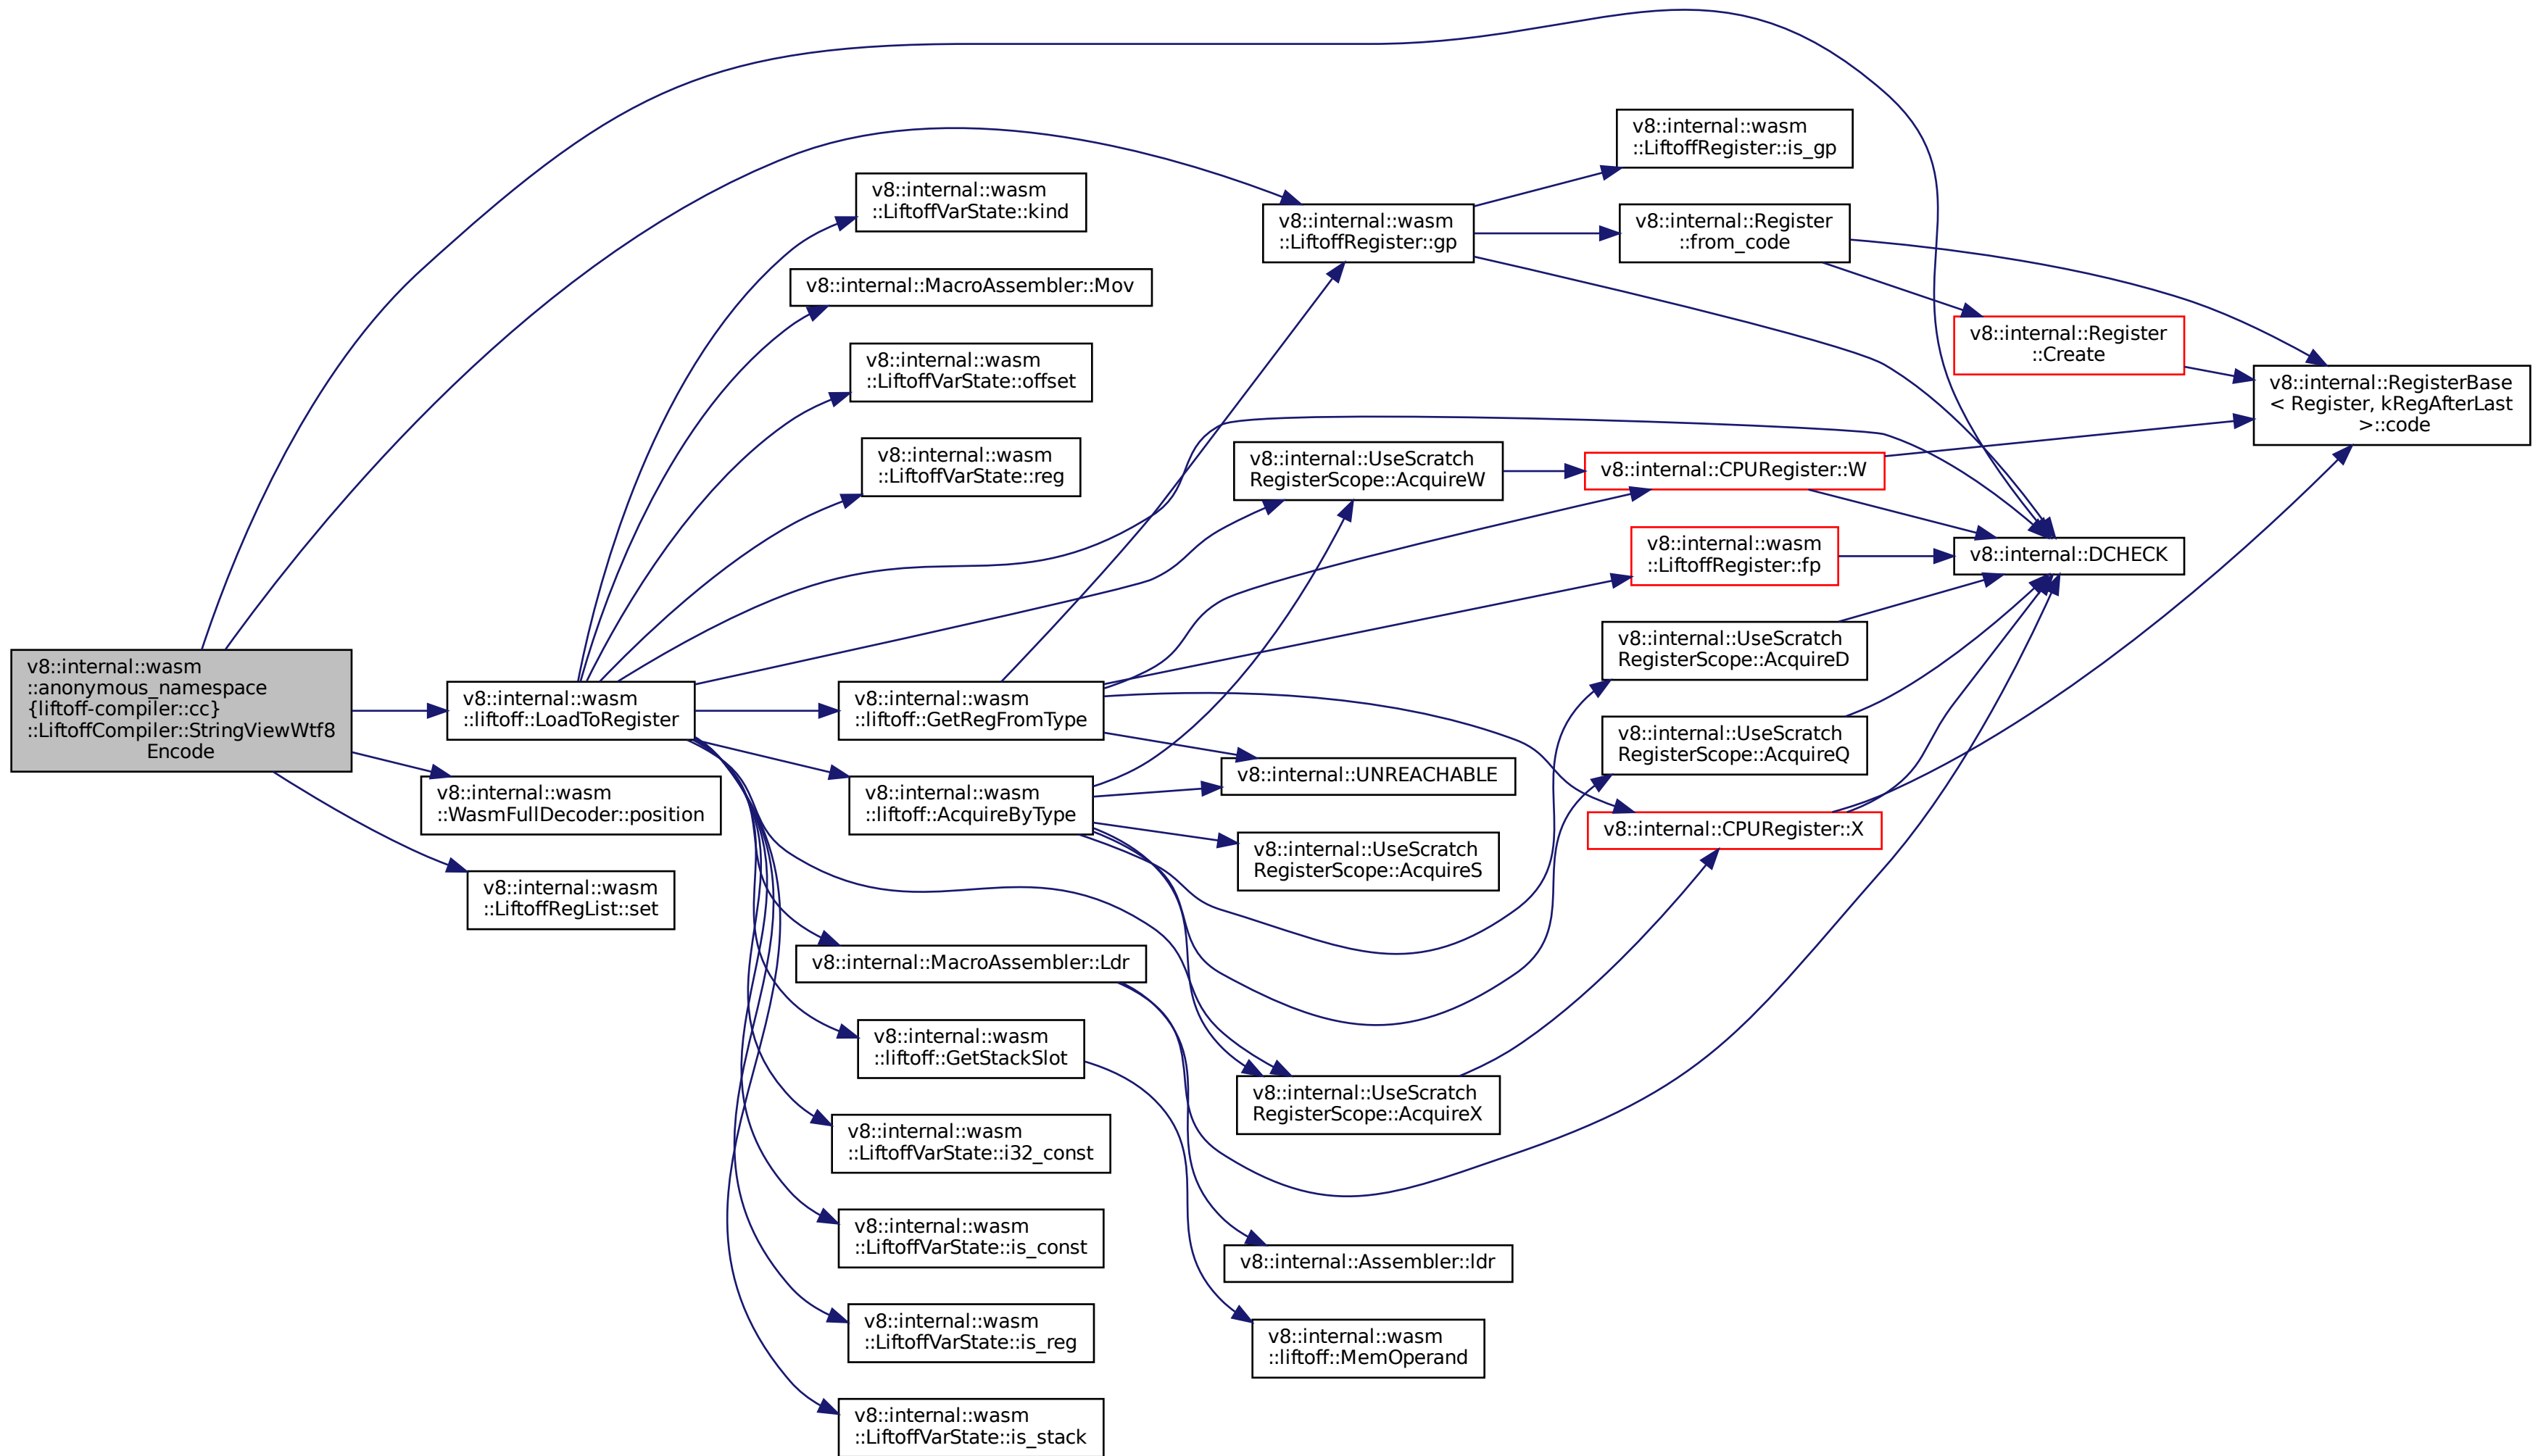 v8::internal::wasm
::anonymous_namespace
{liftoff-compiler::cc}
::LiftoffCompiler::StringViewWtf8
Encode
v8::internal::wasm
::liftoff::LoadToRegister
v8::internal::wasm
::WasmFullDecoder::position
v8::internal::wasm
::LiftoffRegList::set
v8::internal::wasm
::LiftoffVarState::kind
v8::internal::MacroAssembler::Mov
v8::internal::wasm
::LiftoffVarState::offset
v8::internal::wasm
::LiftoffVarState::reg
v8::internal::wasm
::liftoff::GetRegFromType
v8::internal::wasm
::liftoff::AcquireByType
v8::internal::MacroAssembler::Ldr
v8::internal::wasm
::liftoff::GetStackSlot
v8::internal::wasm
::LiftoffVarState::i32_const
v8::internal::wasm
::LiftoffVarState::is_const
v8::internal::wasm
::LiftoffVarState::is_reg
v8::internal::wasm
::LiftoffVarState::is_stack
v8::internal::wasm
::LiftoffRegister::gp
v8::internal::UseScratch
RegisterScope::AcquireW
v8::internal::UNREACHABLE
v8::internal::UseScratch
RegisterScope::AcquireS
v8::internal::UseScratch
RegisterScope::AcquireX
v8::internal::Assembler::ldr
v8::internal::wasm
::liftoff::MemOperand
v8::internal::wasm
::LiftoffRegister::is_gp
v8::internal::Register
::from_code
v8::internal::CPURegister::W
v8::internal::wasm
::LiftoffRegister::fp
v8::internal::UseScratch
RegisterScope::AcquireD
v8::internal::UseScratch
RegisterScope::AcquireQ
v8::internal::CPURegister::X
v8::internal::Register
::Create
v8::internal::DCHECK
v8::internal::RegisterBase
< Register, kRegAfterLast
>::code